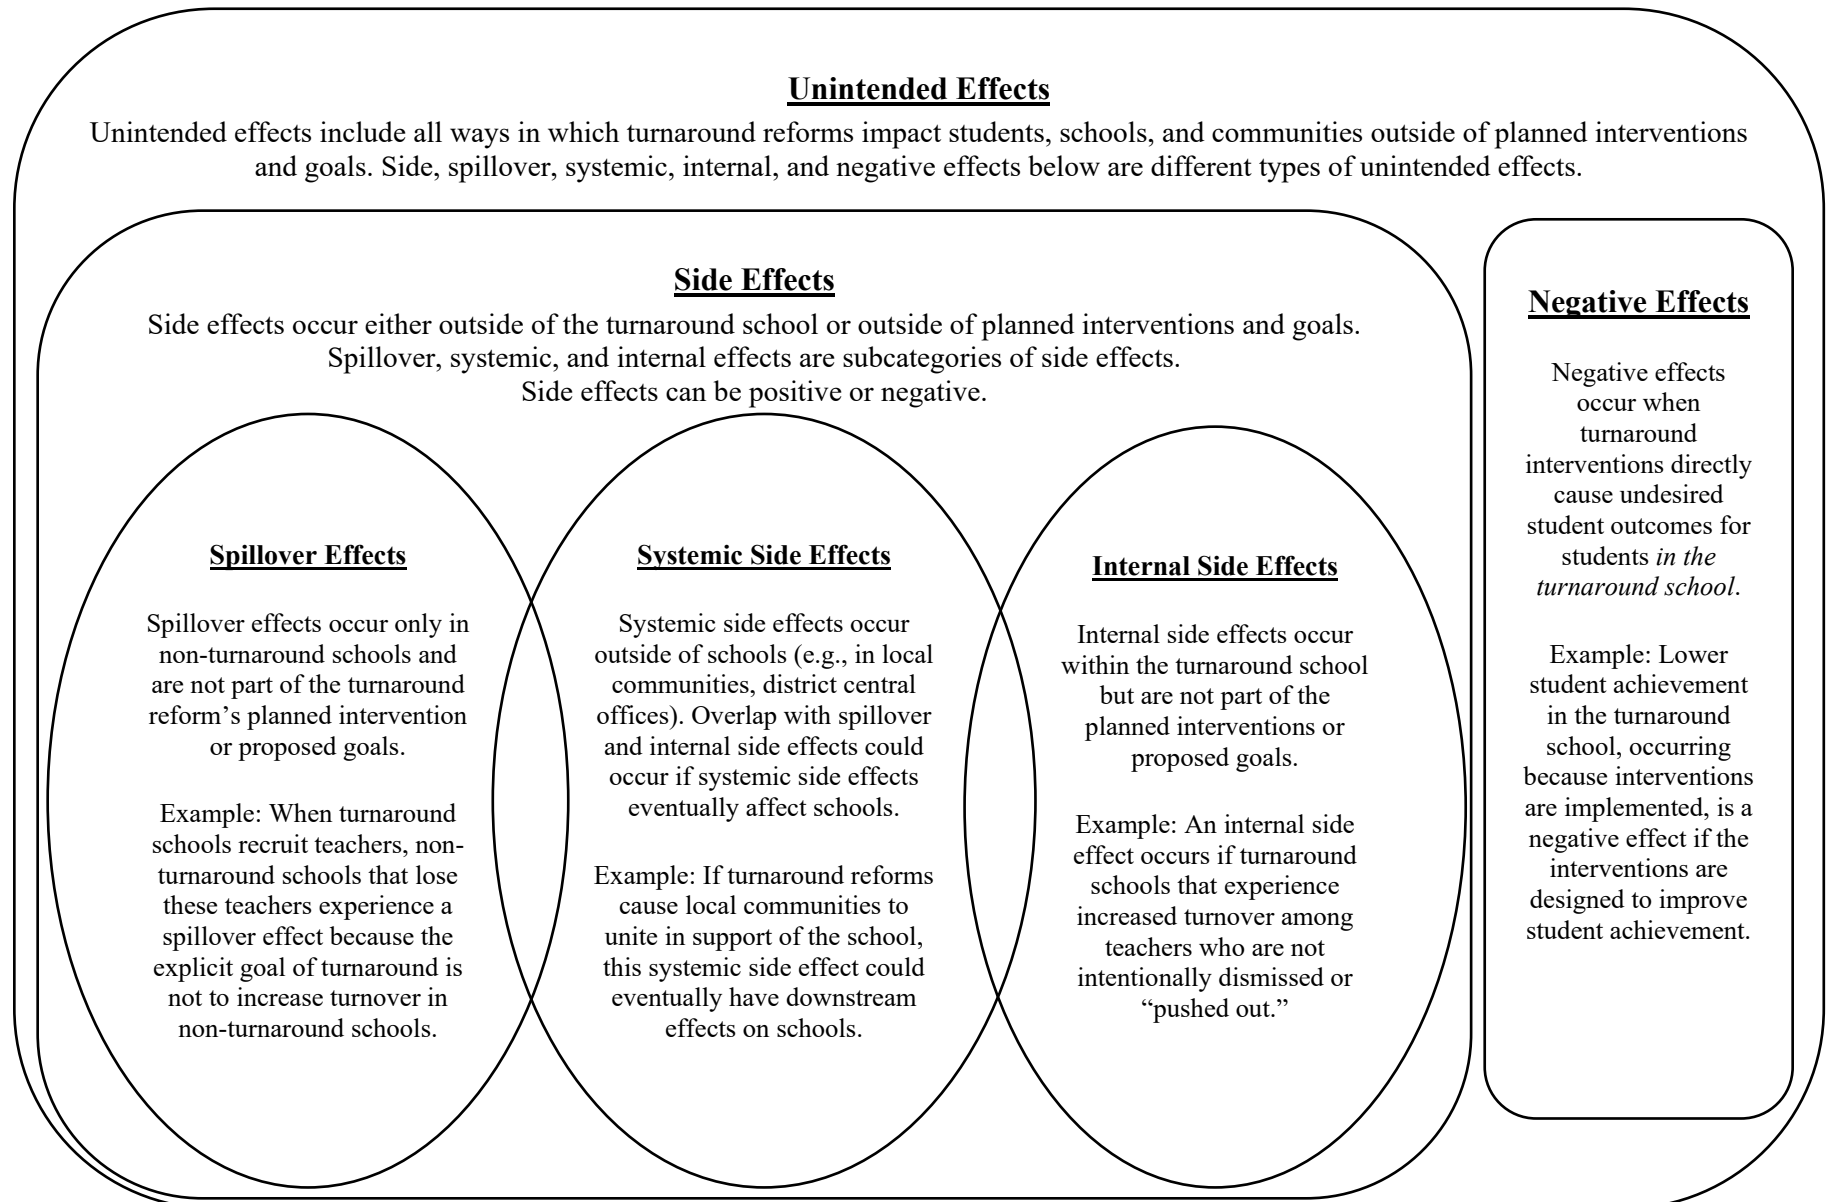 Unintended Effects
Unintended effects include all ways in which turnaround reforms impact students, schools, and communities outside of planned interventions
and goals. Side, spillover, systemic, internal, and negative effects below are different types of unintended effects.
Side Effects
Side effects occur either outside of the turnaround school or outside of planned interventions and goals.
Spillover, systemic, and internal effects are subcategories of side effects.
Side effects can be positive or negative.
Spillover Effects
Spillover effects occur only in
non-turnaround schools and
are not part of the turnaround
reform’s planned intervention
or proposed goals.
Example: When turnaround
schools recruit teachers, non-
turnaround schools that lose
these teachers experience a
spillover effect because the
explicit goal of turnaround is
not to increase turnover in
non-turnaround schools.
Systemic Side Effects
Systemic side effects occur
outside of schools (e.g., in local
communities, district central
offices). Overlap with spillover
and internal side effects could
occur if systemic side effects
eventually affect schools.
Example: If turnaround reforms
cause local communities to
unite in support of the school,
this systemic side effect could
eventually have downstream
effects on schools.
Internal Side Effects
Internal side effects occur
within the turnaround school
but are not part of the
planned interventions or
proposed goals.
Example: An internal side
effect occurs if turnaround
schools that experience
increased turnover among
teachers who are not
intentionally dismissed or
“pushed out.”
Negative Effects
Negative effects
occur when
turnaround
interventions directly
cause undesired
student outcomes for
students in the
turnaround school.
Example: Lower
student achievement
in the turnaround
school, occurring
because interventions
are implemented, is a
negative effect if the
interventions are
designed to improve
student achievement.